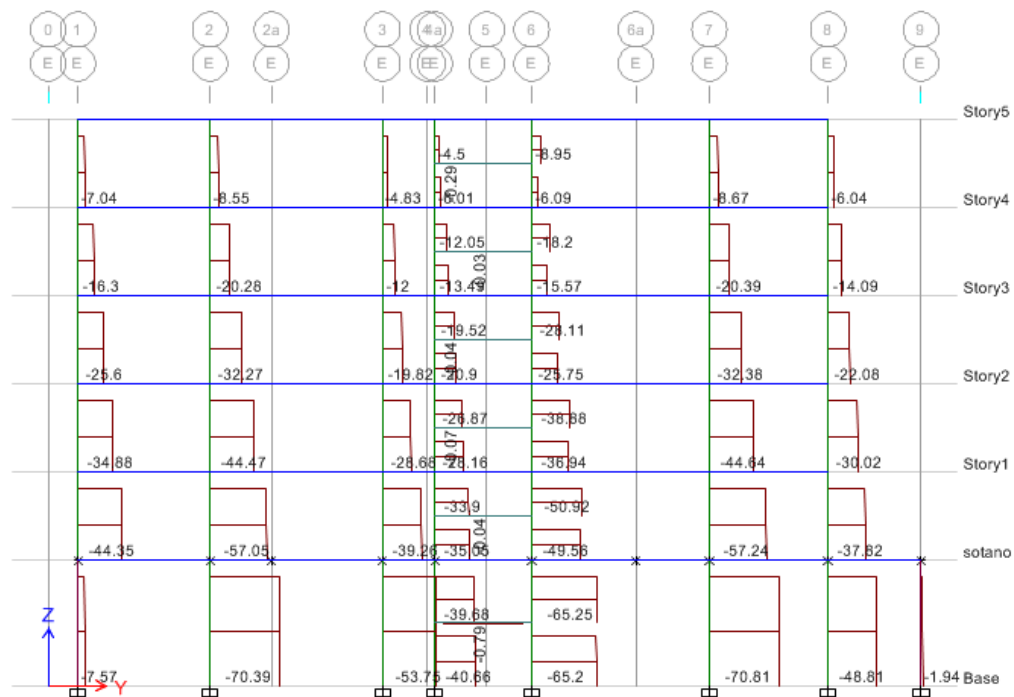 0 1 2 2a 3 4 4a 5 6 6a 7 8 9
E E E E E E E E E E E E E
Story5
-4.5 -8.95
-7.04 -8.55 -4.83 -6.09 -8.67 -6.04 Story4
-12.05 -18.2
-16.3 -20.28 -12 -15.57 -20.39 -14.09 Story3
-19.52 -28.11
-25.6 -32.27 -19.82 -20.9 -25.75 -32.38 -22.08 Story2
-26.87 -38.88
-34.88 -44.47 -28.68 -28.16 -36.94 -44.64 -30.02 Story1
-33.9 -50.92
-44.35 -57.05 -39.26 -35.05 -49.56 -57.24 -37.82 sotano
Z -39.68 -65.25
-0.79
-7.57 -70.39 -53.75 -40.66 -65.2 -70.81 -48.81 -1.94 Base
Y